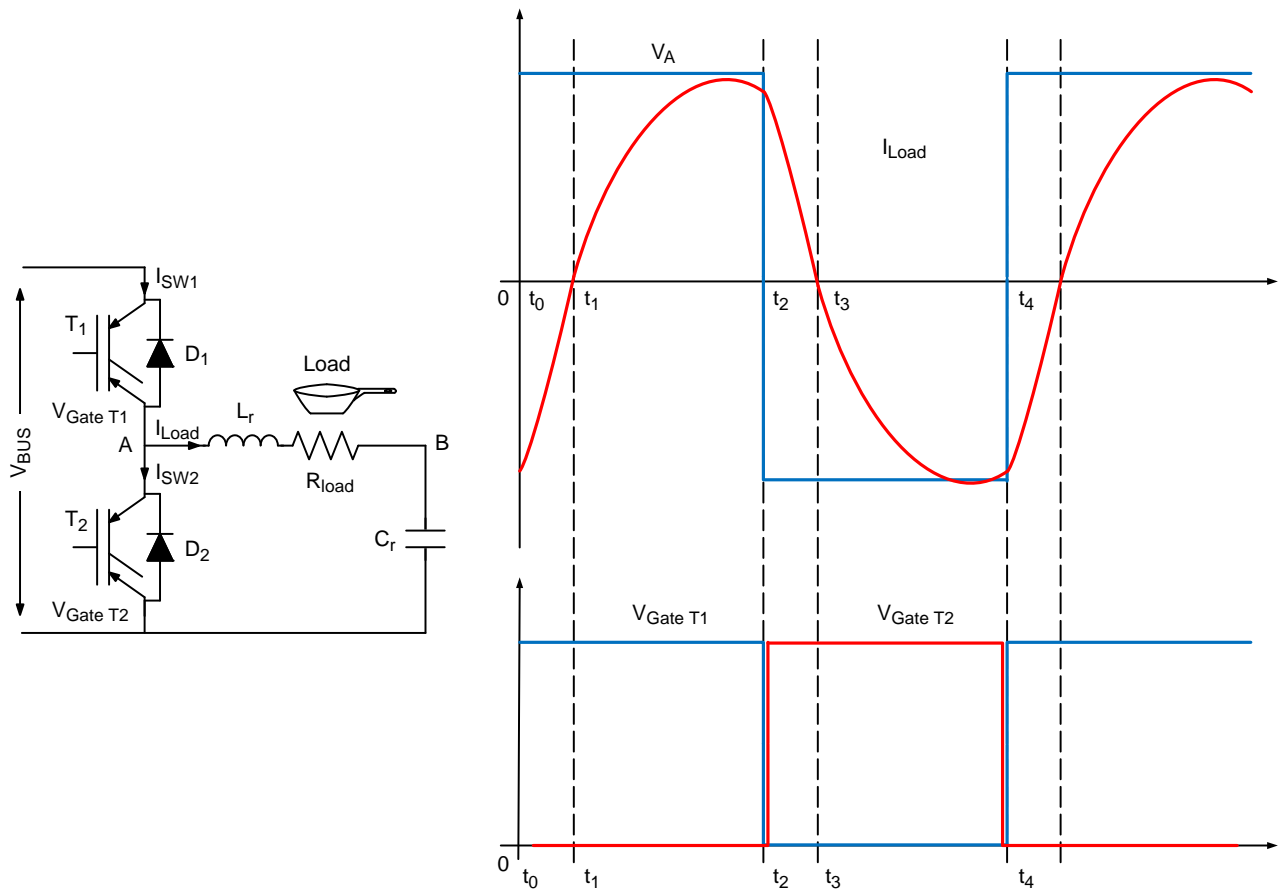 V_A
I_Load
0 t_0 t_1 t_2 t_3 t_4
I_SW1
T_1
D_1
V_Gate T1
Load
L_r
A
I_Load
B
V_BUS
I_SW2
R_load
T_2
D_2
C_r
V_Gate T2
V_Gate T1 V_Gate T2
0
t_0 t_1 t_2 t_3 t_4